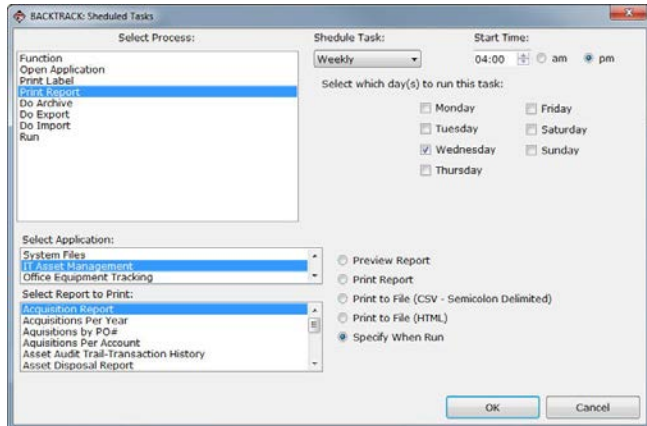 BACKTRACK: Sheduled Tasks
Select Process:
Function
Open Application
Print Label
Print Report
Do Archive
Do Export
Do Import
Run
Shedule Task:
Weekly
Start Time:
04:00 am pm
Select which day(s) to run this task:
Monday
Tuesday
Wednesday
Thursday
Friday
Saturday
Sunday
Select Application:
System Files
IT Asset Management
Office Equipment Tracking
Select Report to Print:
Acquisition Report
Acquisitions Per Year
Aquisitions by PO#
Aquisitions Per Account
Asset Audit Trail-Transaction History
Asset Disposal Report
Preview Report
Print Report
Print to File (CSV - Semicolon Delimited)
Print to File (HTML)
Specify When Run
OK
Cancel